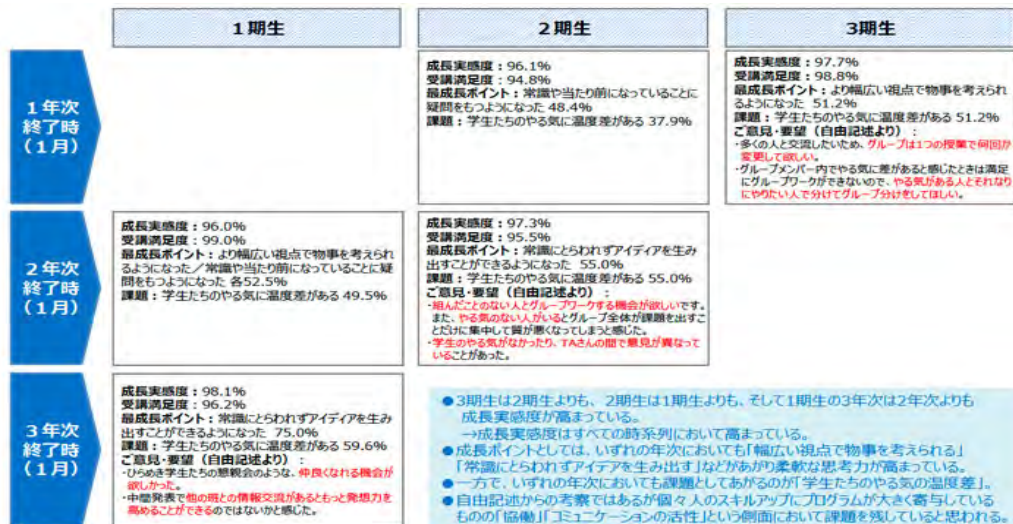 1期生
2期生
3期生
1年次
終了時
(1月)
成長実感度：96.1%
受講満足度：94.8%
最成長ポイント：常識や当たり前になっていることに
疑問をもつようになった 48.4%
課題：学生たちのやる気に温度差がある 37.9%
成長実感度：97.7%
受講満足度：98.8%
最成長ポイント：より幅広い視点で物事を考えられ
るようになった 51.2%
課題：学生たちのやる気に温度差がある 51.2%
ご意見・要望（自由記述より）：
・多くの人と交流したいため、グループは1つの授業で何回か
変更して欲しい。
・グループメンバー内でやる気に差があると感じたときは満足
にグループワークができないので、やる気がある人とそれなり
にやりたい人で分けてグループ分けをしてほしい。
2年次
終了時
(1月)
成長実感度：96.0%
受講満足度：99.0%
最成長ポイント：より幅広い視点で物事を考えられ
るようになった／常識や当たり前になっていることに疑
問をもつようになった 各52.5%
課題：学生たちのやる気に温度差がある 49.5%
成長実感度：97.3%
受講満足度：95.5%
最成長ポイント：常識にとらわれずアイディアを生み
出すことができるようになった 55.0%
課題：学生たちのやる気に温度差がある 55.0%
ご意見・要望（自由記述より）：
・組んだことのない人とグループワークする機会が欲しいです。
また、やる気のない人がいるとグループ全体が課題を出すこ
とだけに集中して質が悪くなってしまうと感じた。
・学生のやる気がなかったり、TAさんの間で意見が異なって
いることがあった。
3年次
終了時
(1月)
成長実感度：98.1%
受講満足度：96.2%
最成長ポイント：常識にとらわれずアイディアを生み
出すことができるようになった 75.0%
課題：学生たちのやる気に温度差がある 59.6%
ご意見・要望（自由記述より）：
・ひらめき学生たちの懇親会のような、仲良くなれる機会が
欲しかった。
・中間発表で他の班との情報交流があるともっと発想力を
高めることができるのではないかと感じた。
●3期生は2期生よりも、2期生は1期生よりも、そして1期生の3年次は2年次よりも
成長実感度が高まっている。
→成長実感度はすべての時系列において高まっている。
●成長ポイントとしては、いずれの年次においても「幅広い視点で物事を考えられる」
「常識にとらわれずアイデアを生み出す」などがあがり柔軟な思考力が高まっている。
●一方で、いずれの年次においても課題としてあがるのが「学生たちのやる気の温度差」。
●自由記述からの考察ではあるが個々人のスキルアップにプログラムが大きく寄与している
ものの「協働」「コミュニケーションの活性」という側面において課題を残していると思われる。